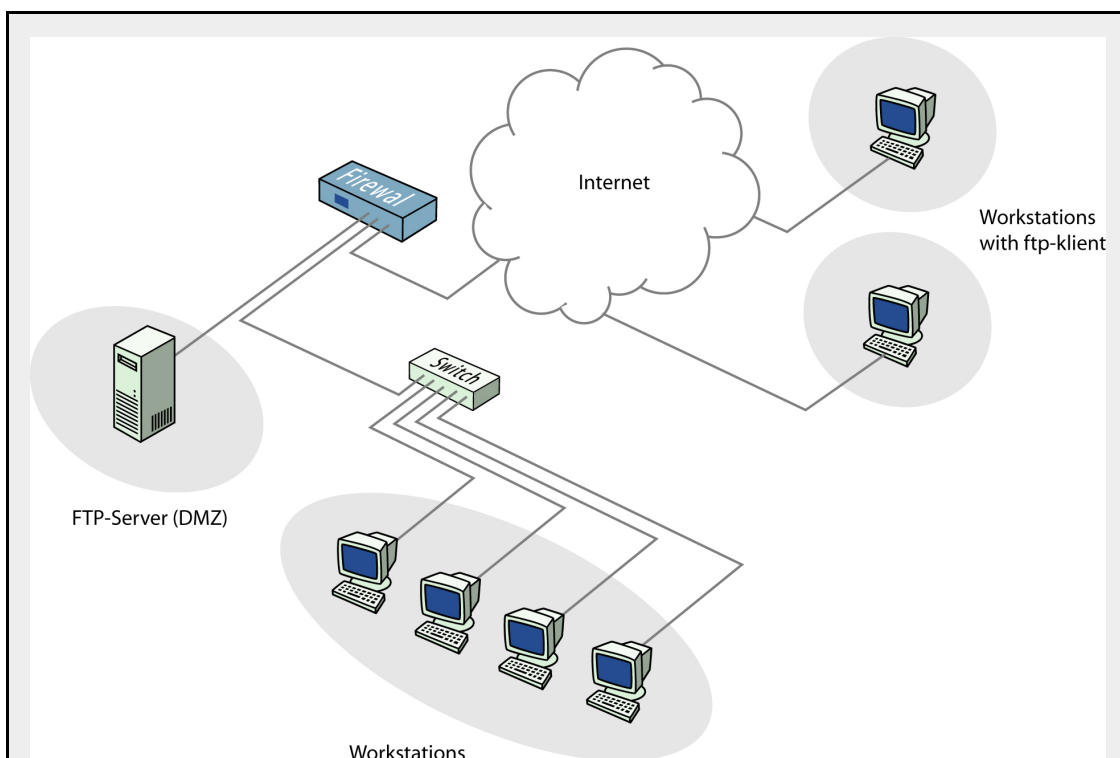 Internet
Firewal
Workstations
with ftp-klient
Switch
FTP-Server (DMZ)
Workstations